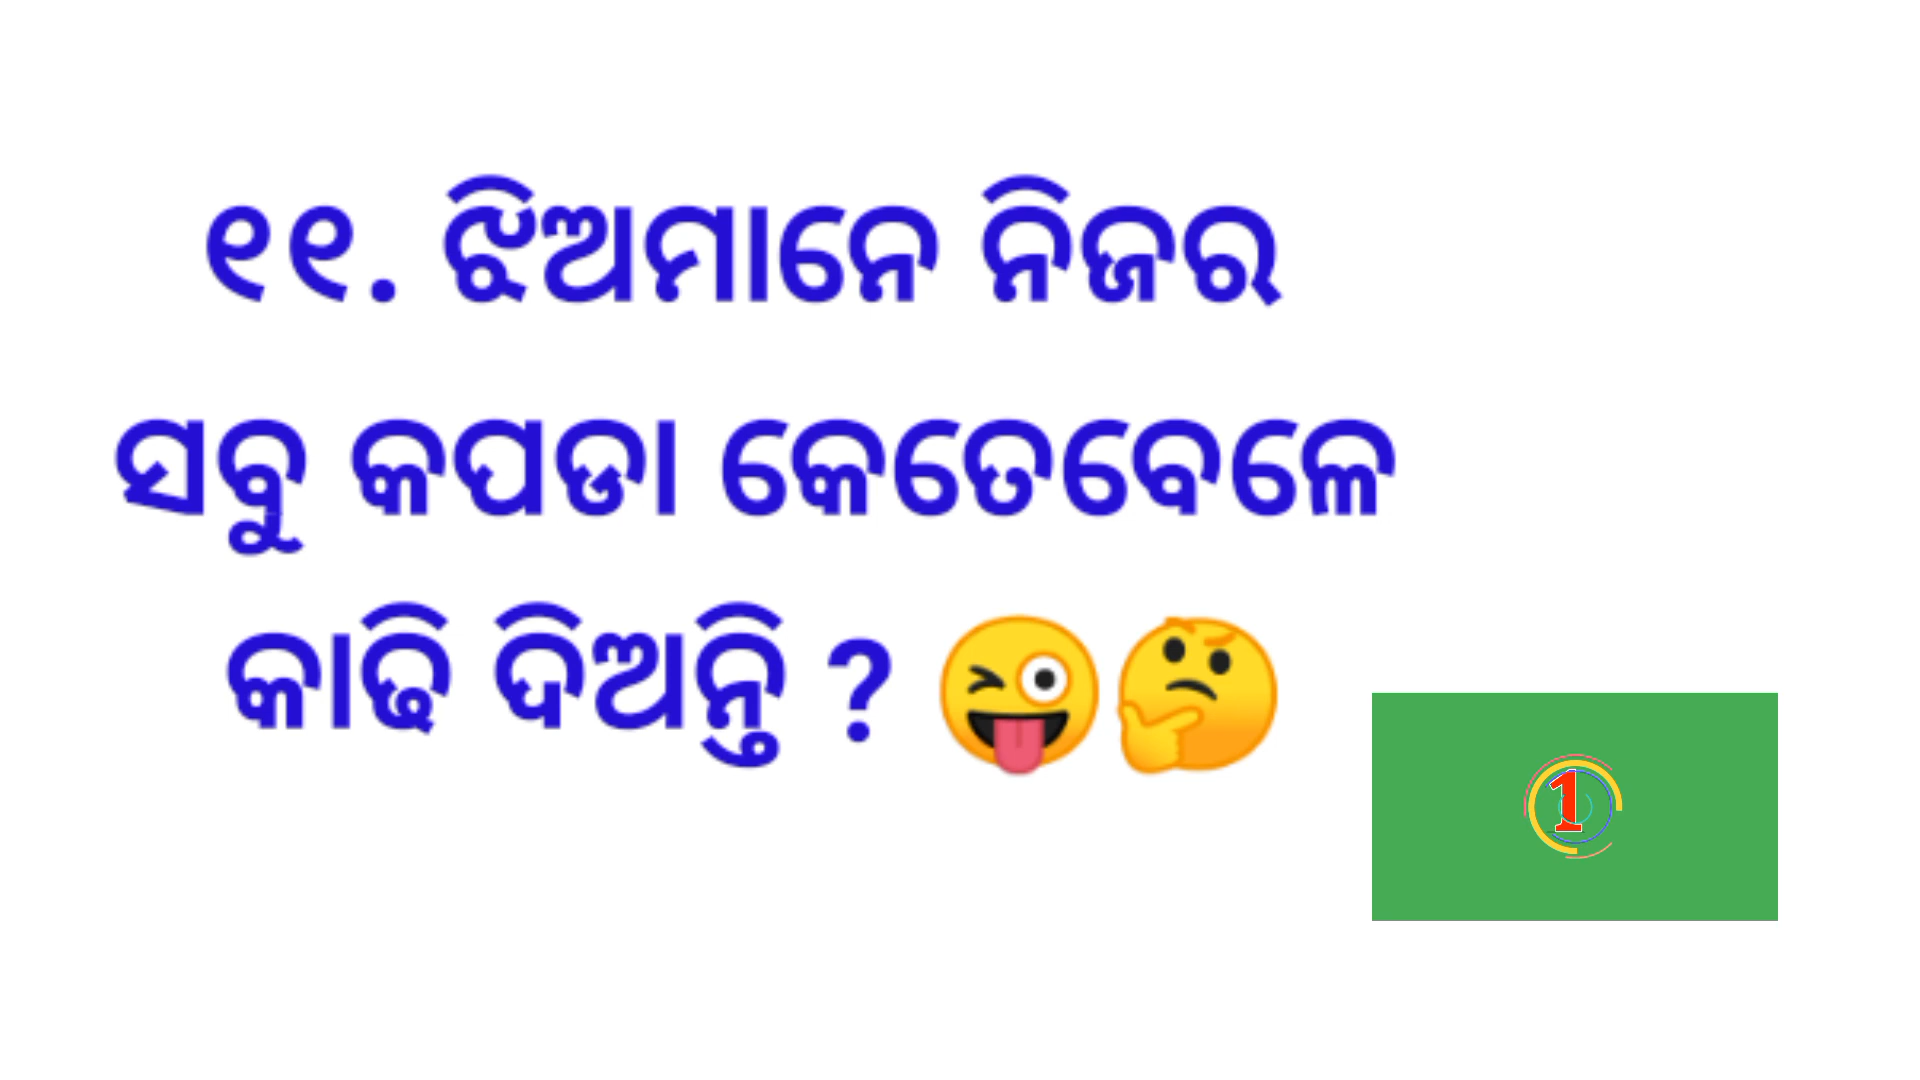 ୧୧. ଝିଅମାନେ ନିଜର
ସବୁ କପଡା କେତେବେଳେ
କାଢି ଦିଅନ୍ତି ? 😜🤔
1